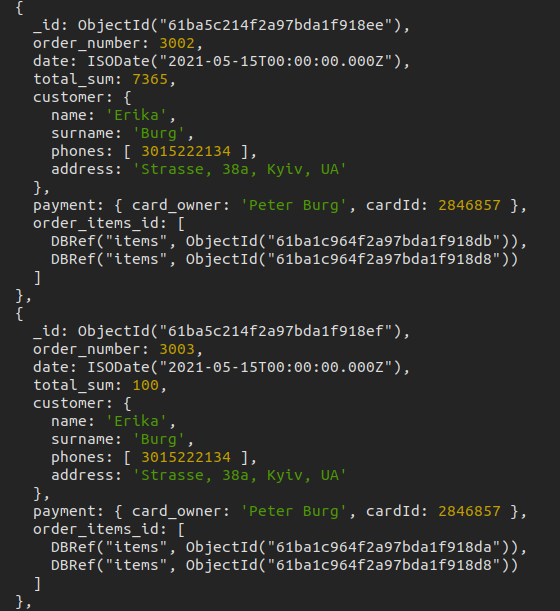 {
_id: ObjectId("61ba5c214f2a97bda1f918ee"),
order_number: 3002,
date: ISODate("2021-05-15T00:00:00.000Z"),
total_sum: 7365,
customer: {
name: 'Erika',
surname: 'Burg',
phones: [ 3015222134 ],
address: 'Strasse, 38a, Kyiv, UA'
},
payment: { card_owner: 'Peter Burg', cardId: 2846857 },
order_items_id: [
DBRef("items", ObjectId("61ba1c964f2a97bda1f918db")),
DBRef("items", ObjectId("61ba1c964f2a97bda1f918d8"))
]
},
{
_id: ObjectId("61ba5c214f2a97bda1f918ef"),
order_number: 3003,
date: ISODate("2021-05-15T00:00:00.000Z"),
total_sum: 100,
customer: {
name: 'Erika',
surname: 'Burg',
phones: [ 3015222134 ],
address: 'Strasse, 38a, Kyiv, UA'
},
payment: { card_owner: 'Peter Burg', cardId: 2846857 },
order_items_id: [
DBRef("items", ObjectId("61ba1c964f2a97bda1f918da")),
DBRef("items", ObjectId("61ba1c964f2a97bda1f918d8"))
]
},